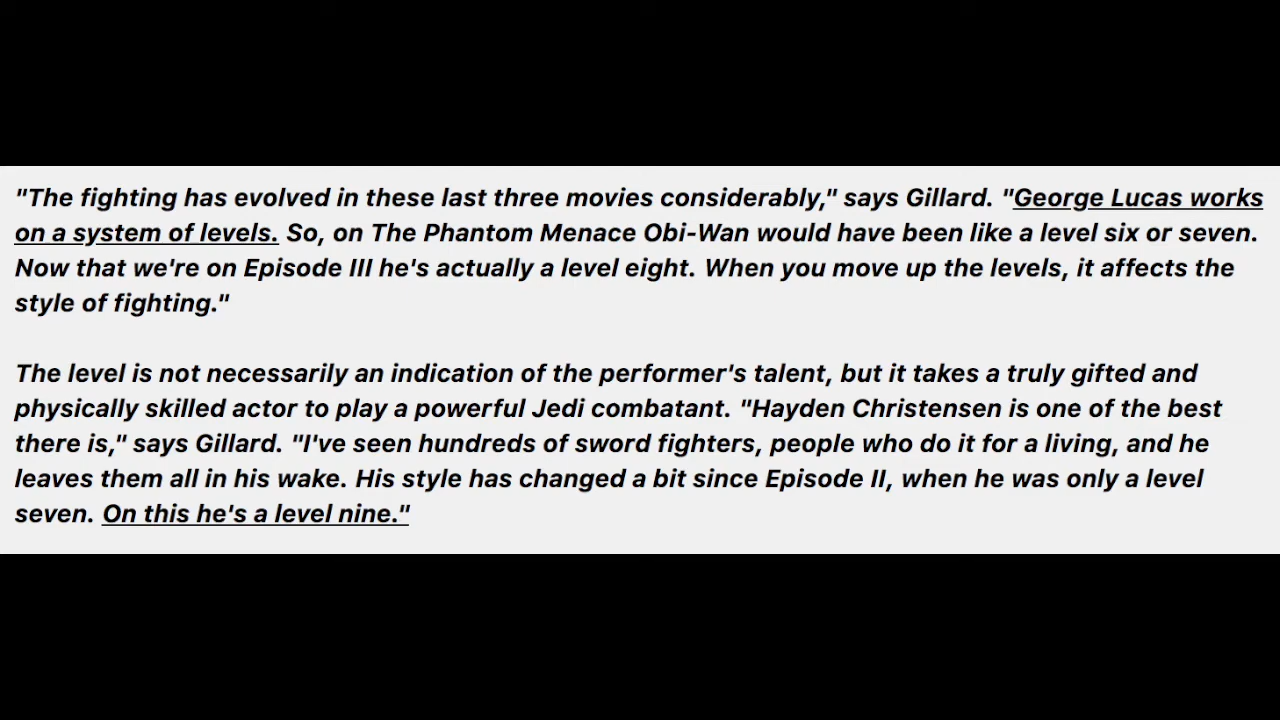 "The fighting has evolved in these last three movies considerably," says Gillard. "George Lucas works
on a system of levels. So, on The Phantom Menace Obi-Wan would have been like a level six or seven.
Now that we're on Episode III he's actually a level eight. When you move up the levels, it affects the
style of fighting."
The level is not necessarily an indication of the performer's talent, but it takes a truly gifted and
physically skilled actor to play a powerful Jedi combatant. "Hayden Christensen is one of the best
there is," says Gillard. "I've seen hundreds of sword fighters, people who do it for a living, and he
leaves them all in his wake. His style has changed a bit since Episode II, when he was only a level
seven. On this he's a level nine."